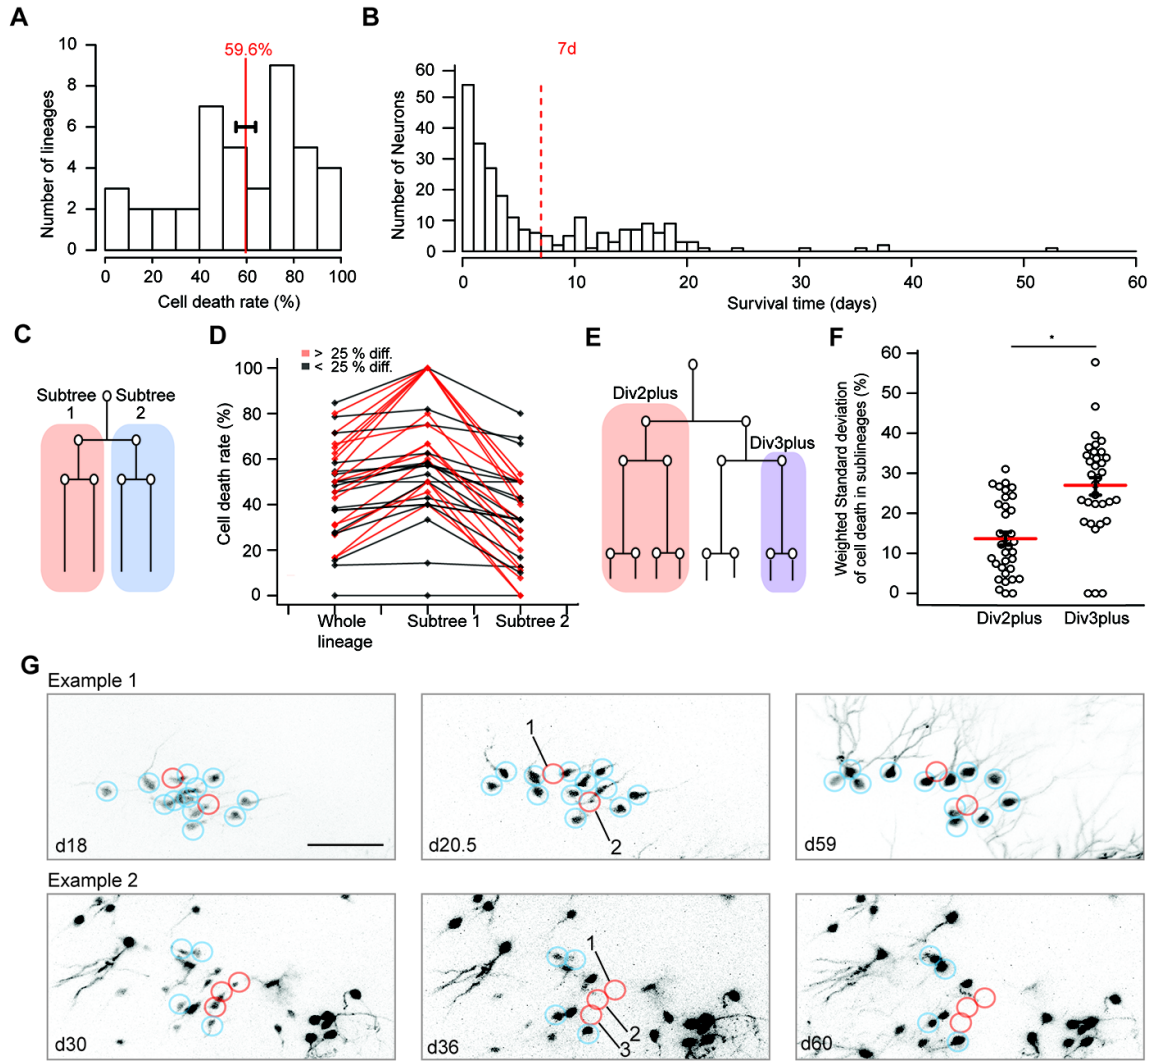 A
B
59.6%
7d
10
8
6
4
2
0
Number of lineages
0 20 40 60 80 100
Cell death rate (%)
60
50
40
30
20
10
0
Number of Neurons
0 10 20 30 40 50 60
Survival time (days)
C
Subtree Subtree
1 2
D
> 25 % diff.
< 25 % diff.
100
80
60
40
20
0
Cell death rate (%)
Whole Subtree 1 Subtree 2
lineage
E
Div2plus
Div3plus
F
*
60
50
40
30
20
10
0
Weighted Standard deviation
of cell death in sublineages (%)
Div2plus Div3plus
G
Example 1
d18
1
2
d20.5
d59
Example 2
d30
1
2
3
d36
d60